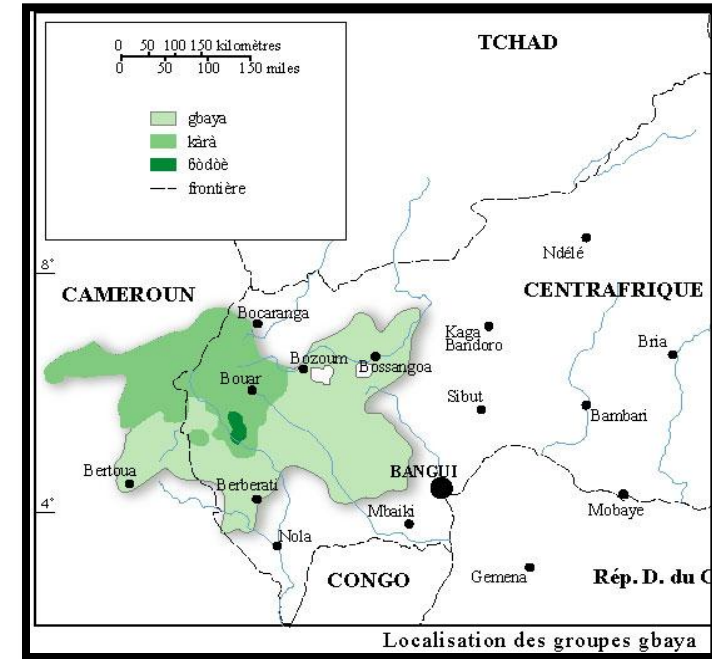 0 50 100 150 kilomètres
0 50 100 150 miles
gbaya
kàrà
ɓòdòè
frontière
TCHAD
Ndélé
8°
CAMEROUN
CENTRAFRIQUE
Bocaranga
Kaga
Bandoro
Bria
Bozoum
Bossangoa
Bouar
Sibut
Bambari
Bertoua
BANGUI
Berberati
Mobaye
4°
Mbaiki
Nola
CONGO
Gemena
Rép. D. du C
Localisation des groupes gbaya